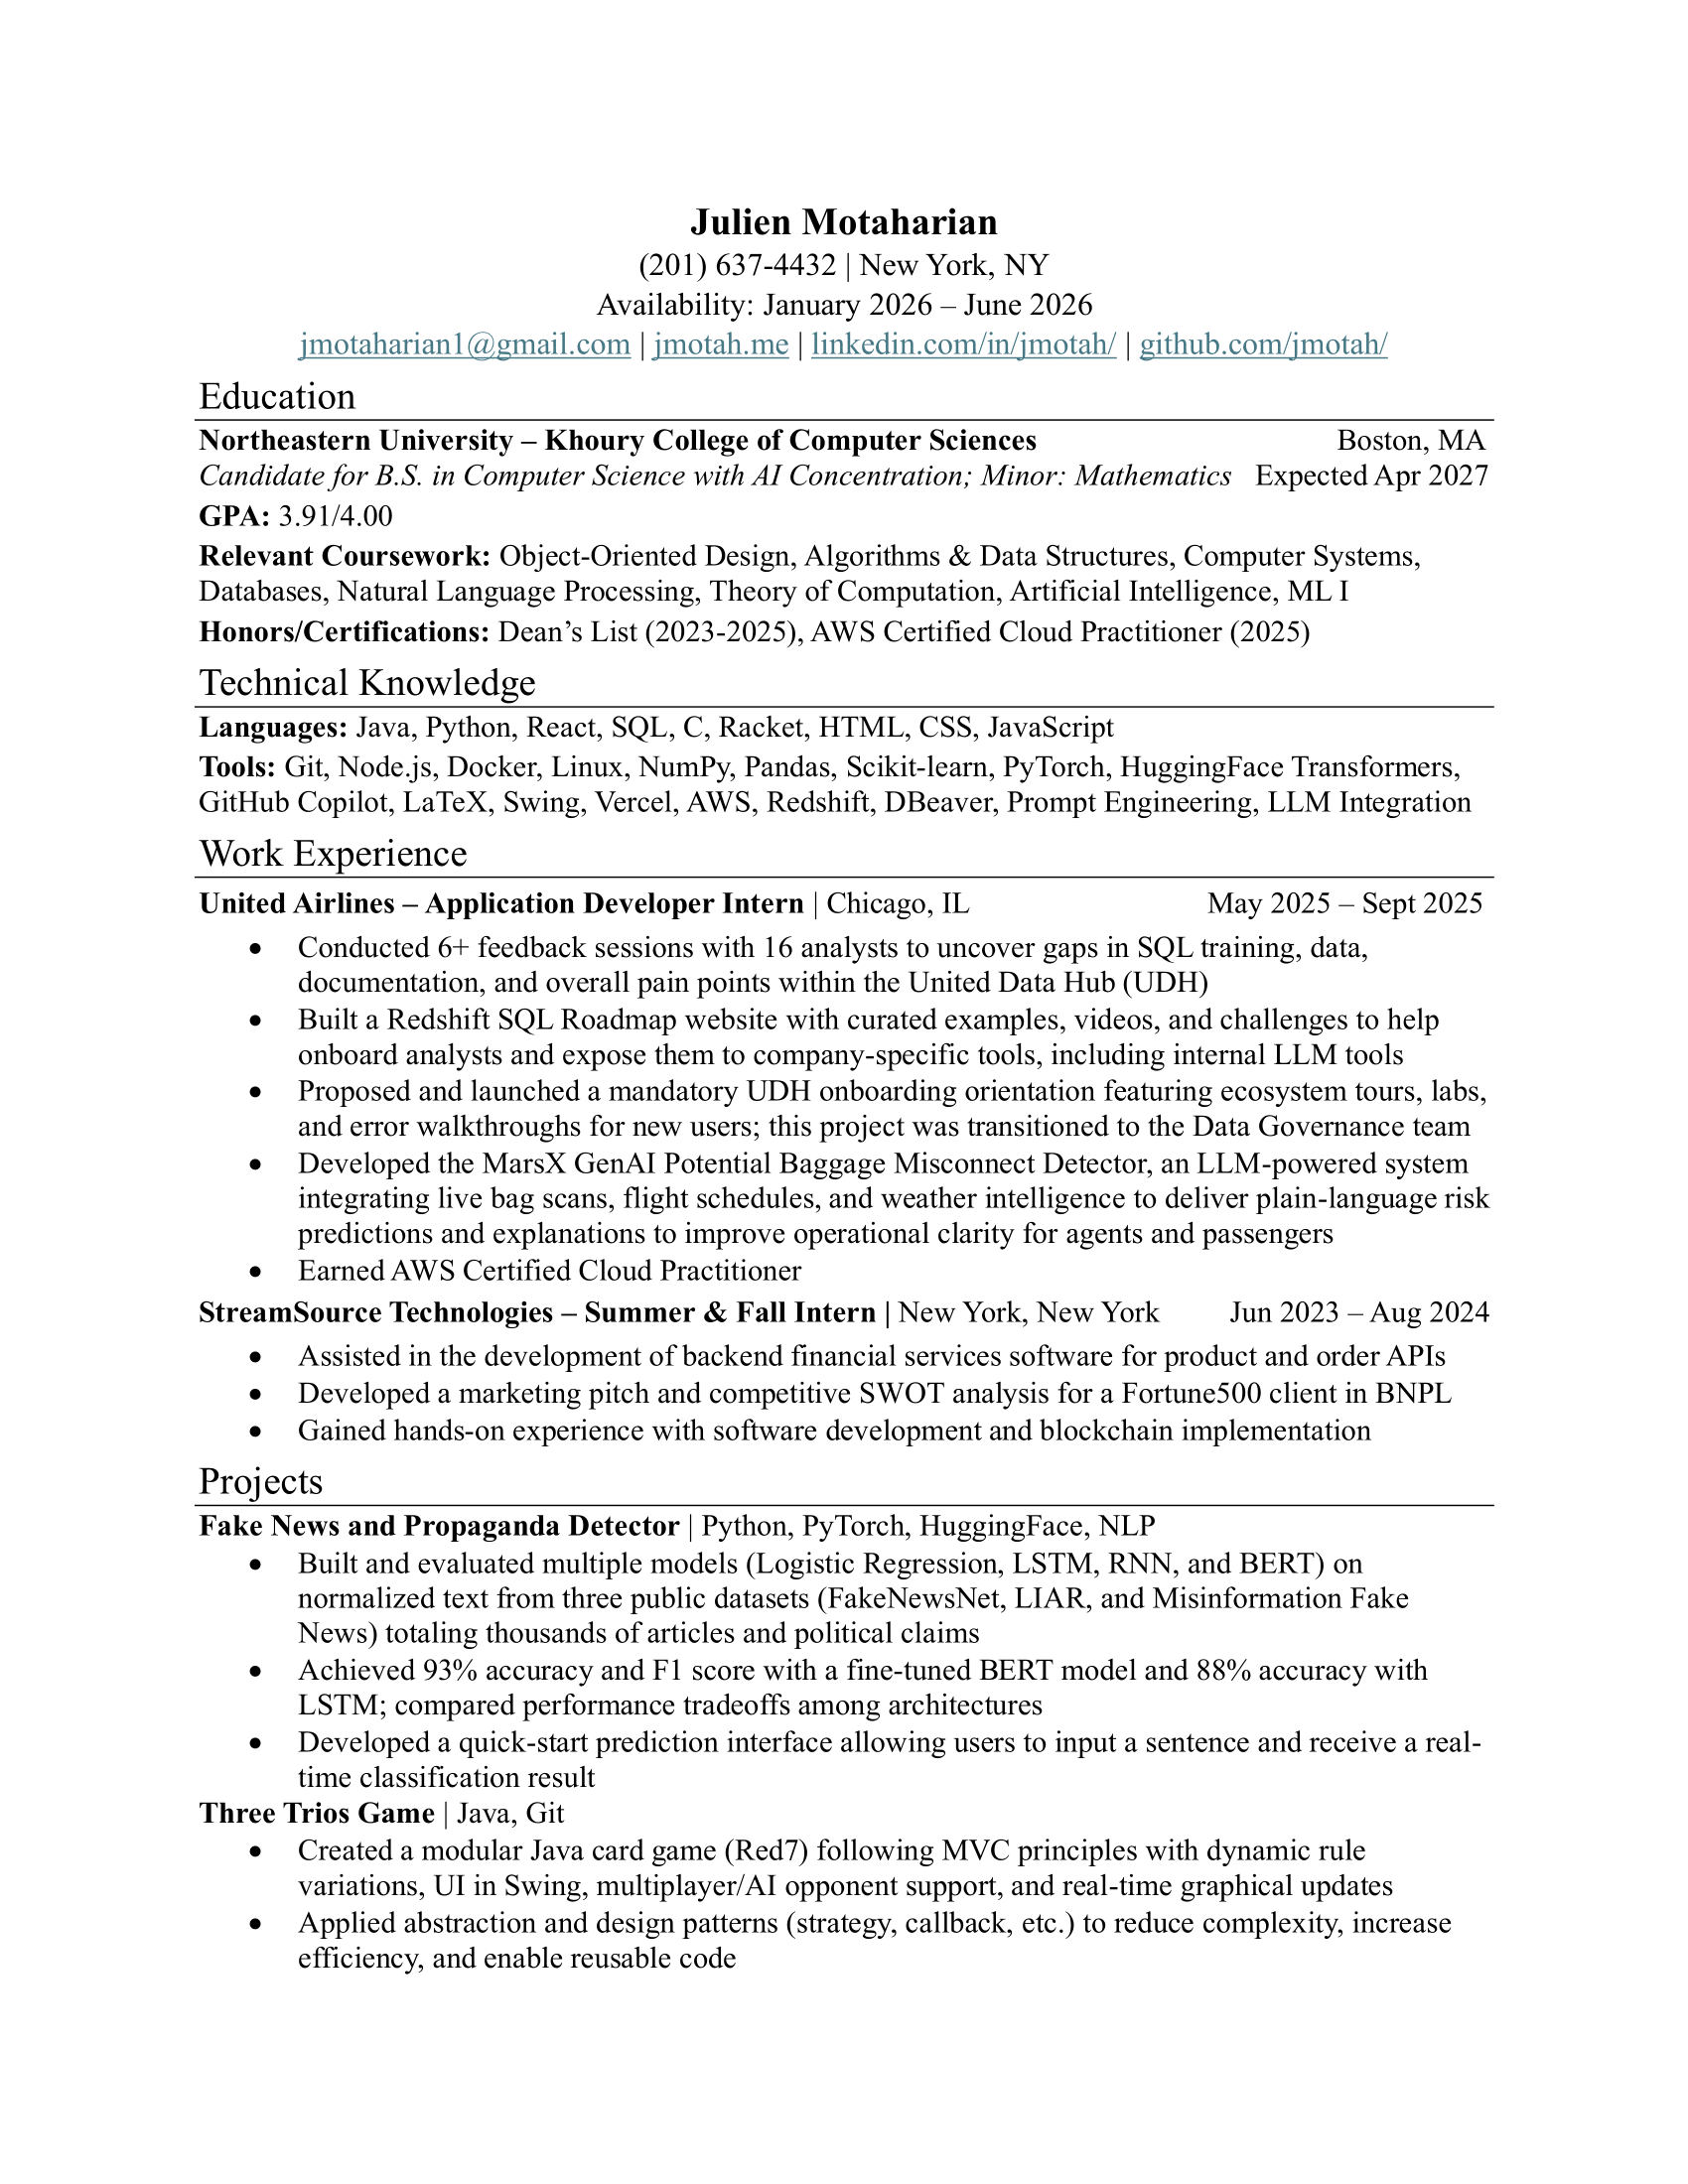 Julien Motaharian
(201) 637-4432 | New York, NY
Availability: January 2026 – June 2026
jmotaharian1@gmail.com | jmotah.me | linkedin.com/in/jmotah/ | github.com/jmotah/
Education
Northeastern University – Khoury College of Computer Sciences Boston, MA
Candidate for B.S. in Computer Science with AI Concentration; Minor: Mathematics Expected Apr 2027
GPA: 3.91/4.00
Relevant Coursework: Object-Oriented Design, Algorithms & Data Structures, Computer Systems,
Databases, Natural Language Processing, Theory of Computation, Artificial Intelligence, ML I
Honors/Certifications: Dean’s List (2023-2025), AWS Certified Cloud Practitioner (2025)
Technical Knowledge
Languages: Java, Python, React, SQL, C, Racket, HTML, CSS, JavaScript
Tools: Git, Node.js, Docker, Linux, NumPy, Pandas, Scikit-learn, PyTorch, HuggingFace Transformers,
GitHub Copilot, LaTeX, Swing, Vercel, AWS, Redshift, DBeaver, Prompt Engineering, LLM Integration
Work Experience
United Airlines – Application Developer Intern | Chicago, IL May 2025 – Sept 2025
• Conducted 6+ feedback sessions with 16 analysts to uncover gaps in SQL training, data,
documentation, and overall pain points within the United Data Hub (UDH)
• Built a Redshift SQL Roadmap website with curated examples, videos, and challenges to help
onboard analysts and expose them to company-specific tools, including internal LLM tools
• Proposed and launched a mandatory UDH onboarding orientation featuring ecosystem tours, labs,
and error walkthroughs for new users; this project was transitioned to the Data Governance team
• Developed the MarsX GenAI Potential Baggage Misconnect Detector, an LLM-powered system
integrating live bag scans, flight schedules, and weather intelligence to deliver plain-language risk
predictions and explanations to improve operational clarity for agents and passengers
• Earned AWS Certified Cloud Practitioner
StreamSource Technologies – Summer & Fall Intern | New York, New York Jun 2023 – Aug 2024
• Assisted in the development of backend financial services software for product and order APIs
• Developed a marketing pitch and competitive SWOT analysis for a Fortune500 client in BNPL
• Gained hands-on experience with software development and blockchain implementation
Projects
Fake News and Propaganda Detector | Python, PyTorch, HuggingFace, NLP
• Built and evaluated multiple models (Logistic Regression, LSTM, RNN, and BERT) on
normalized text from three public datasets (FakeNewsNet, LIAR, and Misinformation Fake
News) totaling thousands of articles and political claims
• Achieved 93% accuracy and F1 score with a fine-tuned BERT model and 88% accuracy with
LSTM; compared performance tradeoffs among architectures
• Developed a quick-start prediction interface allowing users to input a sentence and receive a real-
time classification result
Three Trios Game | Java, Git
• Created a modular Java card game (Red7) following MVC principles with dynamic rule
variations, UI in Swing, multiplayer/AI opponent support, and real-time graphical updates
• Applied abstraction and design patterns (strategy, callback, etc.) to reduce complexity, increase
efficiency, and enable reusable code